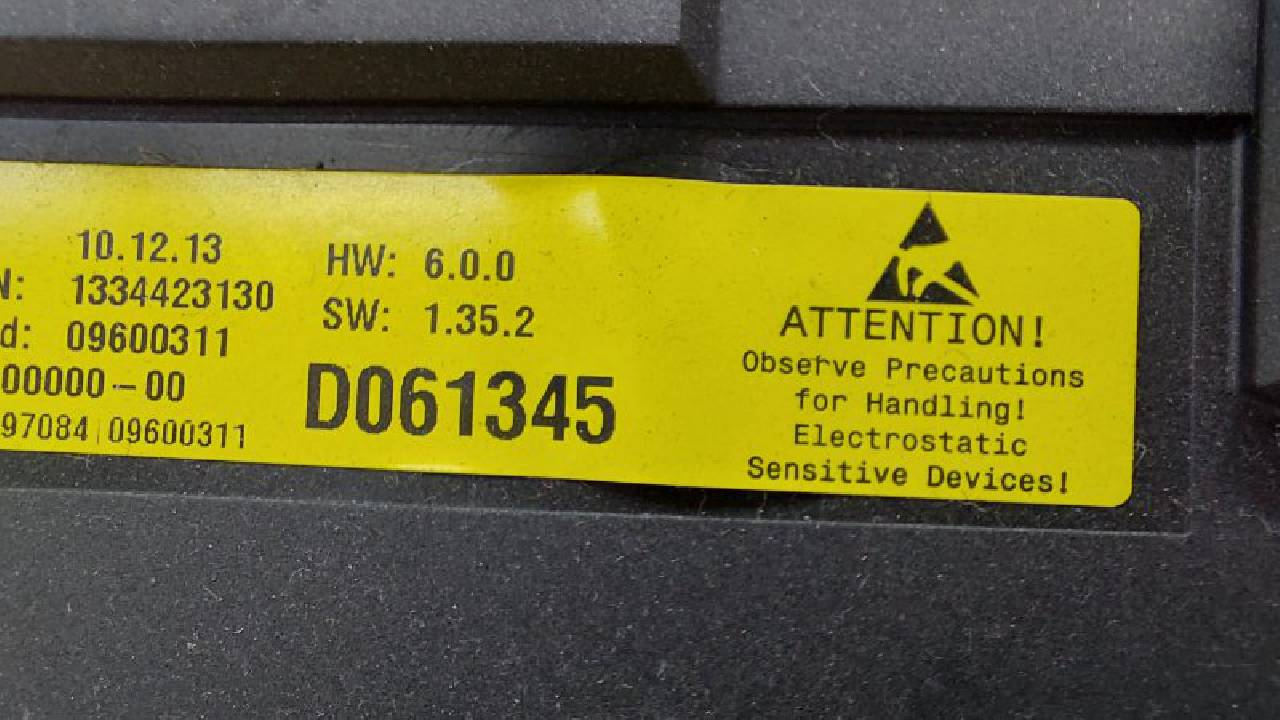 10.12.13
N: 1334423130
d: 09600311
00000-00
97084 | 09600311
HW: 6.0.0
SW: 1.35.2
D061345
ATTENTION!
Observe Precautions
for Handling!
Electrostatic
Sensitive Devices!